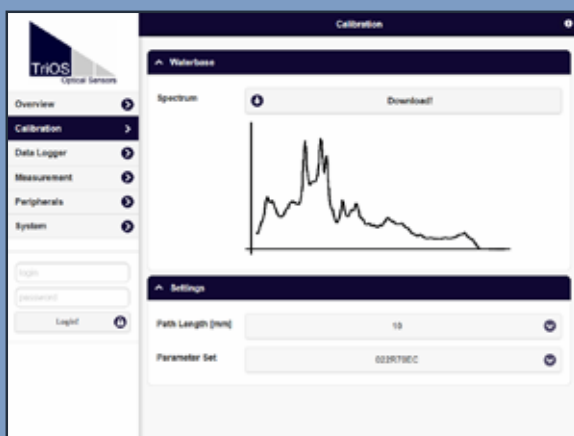 TriOS
Optical Sensors
Overview
Calibration
Data Logger
Measurement
Peripherals
System
login
password
Login!
Calibration
Waterbase
Spectrum
Download!
Settings
Path Length [mm]
10
Parameter Set